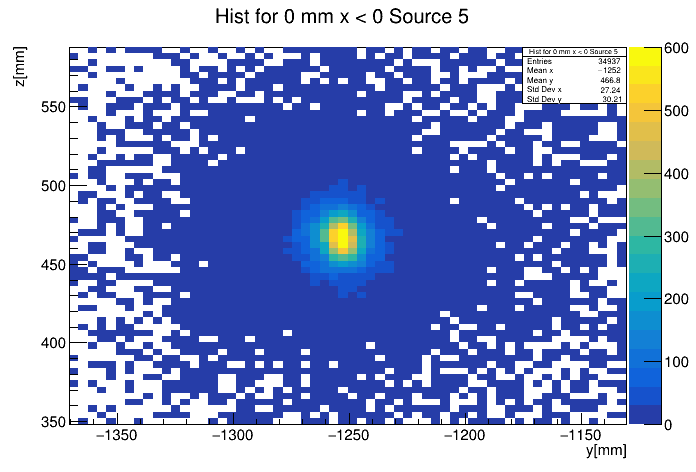 Hist for 0 mm x < 0 Source 5
z[mm]
Hist for 0 mm x < 0 Source 5
Entries 34937
Mean x −1252
Mean y 466.8
Std Dev x 27.24
Std Dev y 30.21
600
500
400
300
200
100
0
550
500
450
400
350
−1350 −1300 −1250 −1200 −1150
y[mm]